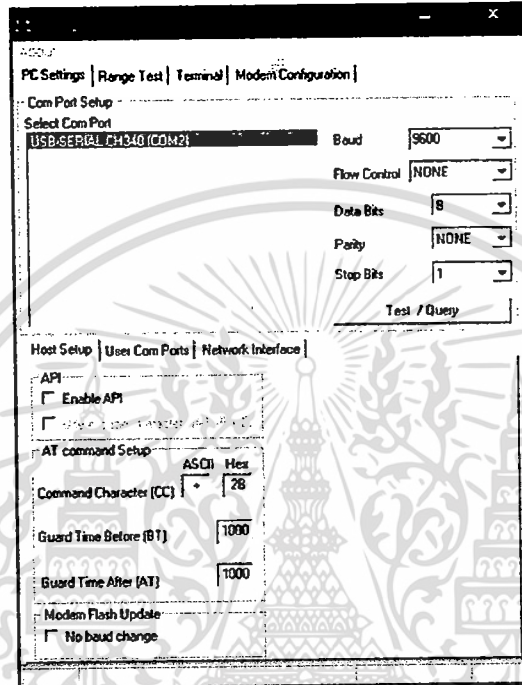 About
PC Settings Range Test Terminal Modem Configuration
Com Port Setup
Select Com Port
USB-SERIAL CH340 (COM2)
Baud 9600
Flow Control NONE
Data Bits 8
Parity NONE
Stop Bits 1
Test / Query
Host Setup User Com Ports Network Interface
API
Enable API
AT command Setup
ASCII Hex
Command Character (CC) + 2B
Guard Time Before (BT) 1000
Guard Time After (AT) 1000
Modem Flash Update
No baud change